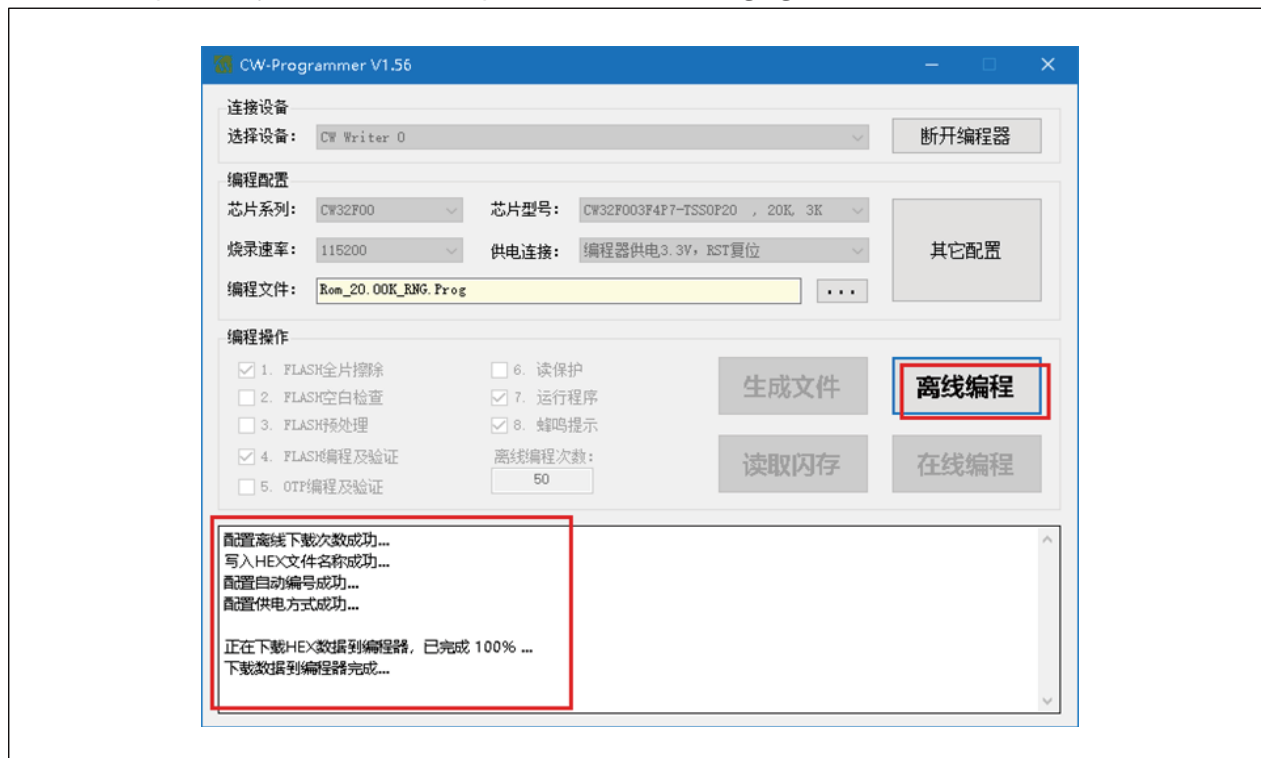 CW-Programmer V1.56
连接设备
选择设备: CW Writer 0 断开编程器
编程配置
芯片系列: CW32F00 芯片型号: CW32F003F4P7-TSSOP20 , 20K, 3K
烧录速率: 115200 供电连接: 编程器供电3.3V, RST复位 其它配置
编程文件: Rom_20.00K_RNG.Prog ...
编程操作
1. FLASH全片擦除 6. 读保护 生成文件 离线编程
2. FLASH空白检查 7. 运行程序
3. FLASH预处理 8. 蜂鸣提示
4. FLASH编程及验证 离线编程次数: 读取闪存 在线编程
5. OTP编程及验证 50
配置离线下载次数成功...
写入HEX文件名称成功...
配置自动编号成功...
配置供电方式成功...
正在下载HEX数据到编程器, 已完成 100% ...
下载数据到编程器完成...